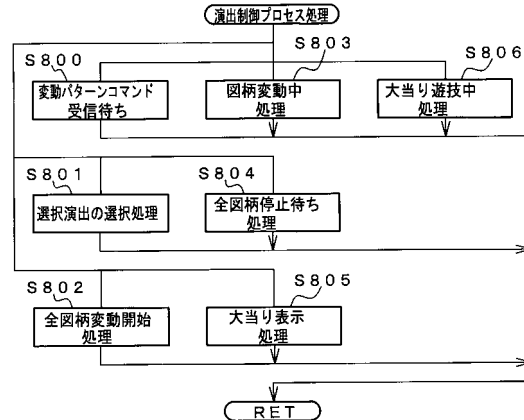 演出制御プロセス処理
S800
変動パターンコマンド
受信待ち
S803
図柄変動中
処理
S806
大当り遊技中
処理
S801
選択演出の選択処理
S804
全図柄停止待ち
処理
S802
全図柄変動開始
処理
S805
大当り表示
処理
RET